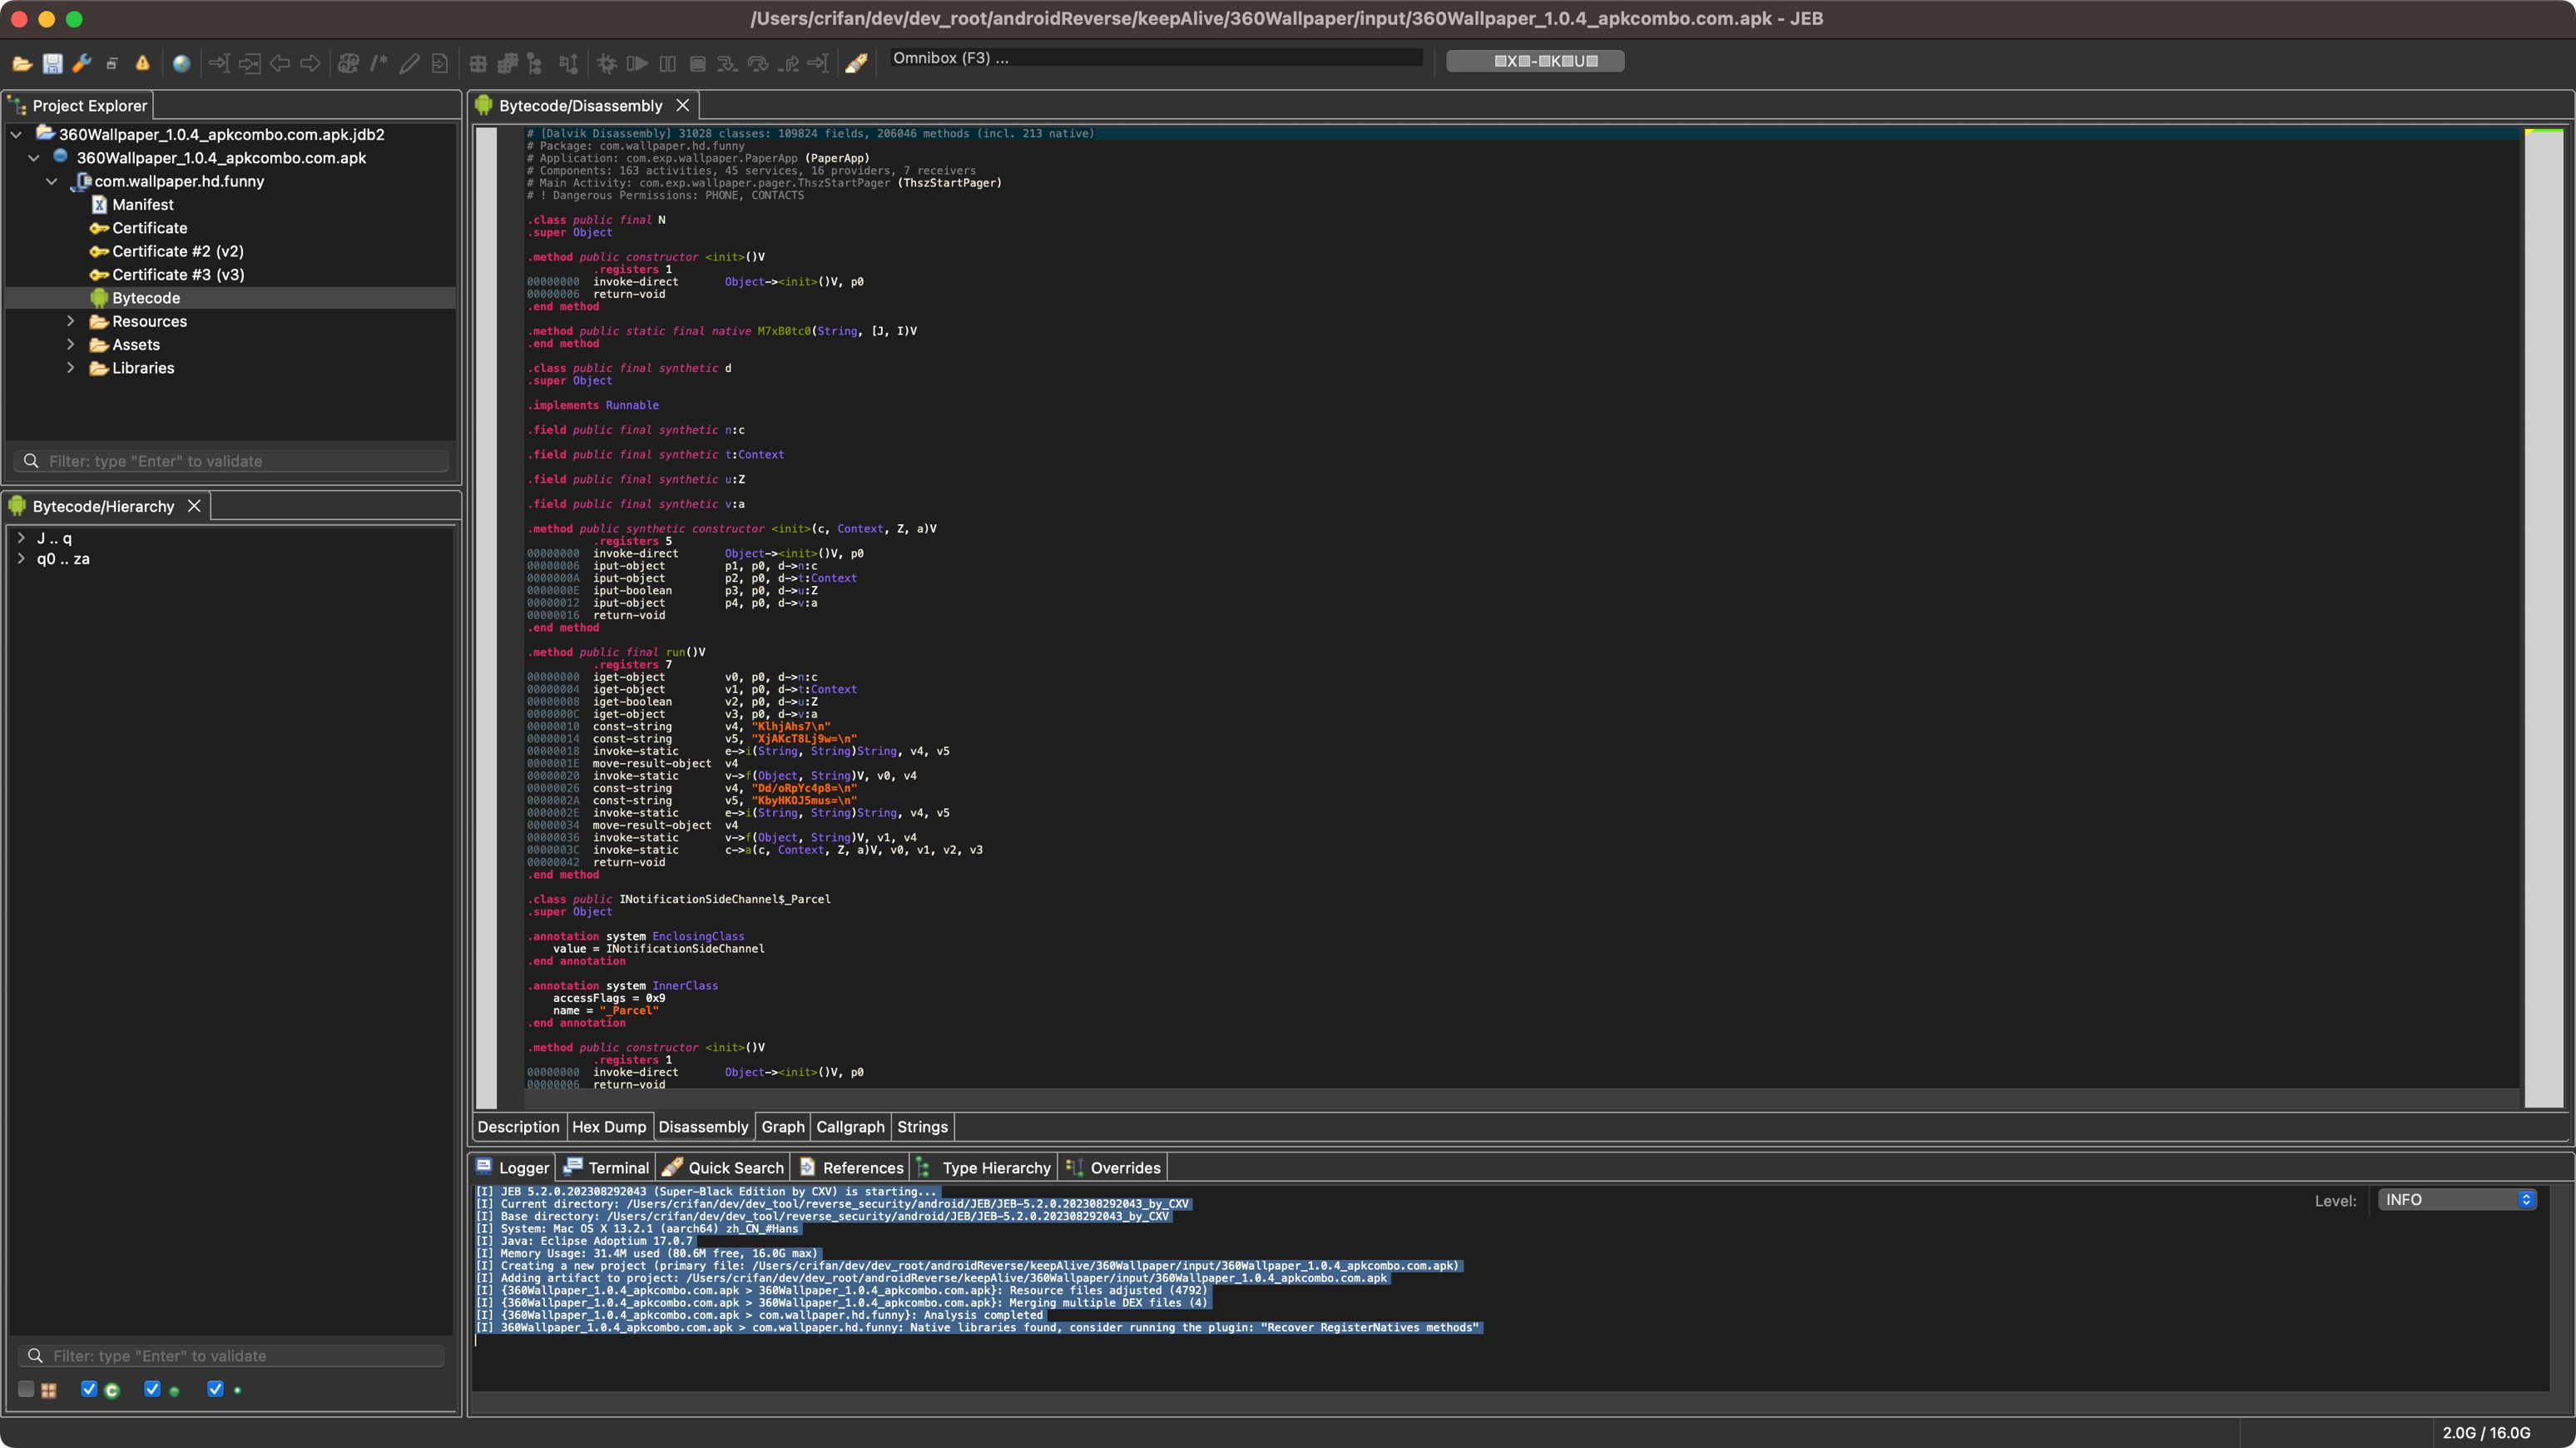 /Users/crifan/dev/dev_root/androidReverse/keepAlive/360Wallpaper/input/360Wallpaper_1.0.4_apkcombo.com.apk - JEB
Omnibox (F3) ...
Project Explorer
360Wallpaper_1.0.4_apkcombo.com.apk.jdb2
360Wallpaper_1.0.4_apkcombo.com.apk
com.wallpaper.hd.funny
Manifest
Certificate
Certificate #2 (v2)
Certificate #3 (v3)
Bytecode
Resources
Assets
Libraries
Filter: type "Enter" to validate
Bytecode/Hierarchy
J .. q
q0 .. za
Filter: type "Enter" to validate
Bytecode/Disassembly
# [Dalvik Disassembly] 31028 classes: 109824 fields, 206046 methods (incl. 213 native)
# Package: com.wallpaper.hd.funny
# Application: com.exp.wallpaper.PaperApp (PaperApp)
# Components: 163 activities, 45 services, 16 providers, 7 receivers
# Main Activity: com.exp.wallpaper.pager.ThszStartPager (ThszStartPager)
# ! Dangerous Permissions: PHONE, CONTACTS
.class public final N
.super Object
.method public constructor <init>()V
.registers 1
00000000 invoke-direct Object-><init>()V, p0
00000006 return-void
.end method
.method public static final native M7xB0tc0(String, [J, I)V
.end method
.class public final synthetic d
.super Object
.implements Runnable
.field public final synthetic n:c
.field public final synthetic t:Context
.field public final synthetic u:Z
.field public final synthetic v:a
.method public synthetic constructor <init>(c, Context, Z, a)V
.registers 5
00000000 invoke-direct Object-><init>()V, p0
00000006 iput-object p1, p0, d->n:c
0000000A iput-object p2, p0, d->t:Context
0000000E iput-boolean p3, p0, d->u:Z
00000012 iput-object p4, p0, d->v:a
00000016 return-void
.end method
.method public final run()V
.registers 7
00000000 iget-object v0, p0, d->n:c
00000004 iget-object v1, p0, d->t:Context
00000008 iget-boolean v2, p0, d->u:Z
0000000C iget-object v3, p0, d->v:a
00000010 const-string v4, "KlhjAhs7\n"
00000014 const-string v5, "XjAKcT8Lj9w=\n"
00000018 invoke-static e->i(String, String)String, v4, v5
0000001E move-result-object v4
00000020 invoke-static v->f(Object, String)V, v0, v4
00000026 const-string v4, "Dd/oRpYc4p8=\n"
0000002A const-string v5, "KbyHKOJ5mus=\n"
0000002E invoke-static e->i(String, String)String, v4, v5
00000034 move-result-object v4
00000036 invoke-static v->f(Object, String)V, v1, v4
0000003C invoke-static c->a(c, Context, Z, a)V, v0, v1, v2, v3
00000042 return-void
.end method
.class public INotificationSideChannel$_Parcel
.super Object
.annotation system EnclosingClass
value = INotificationSideChannel
.end annotation
.annotation system InnerClass
accessFlags = 0x9
name = "_Parcel"
.end annotation
.method public constructor <init>()V
.registers 1
00000000 invoke-direct Object-><init>()V, p0
00000006 return-void
Description Hex Dump Disassembly Graph Callgraph Strings
Logger Terminal Quick Search References Type Hierarchy Overrides
[I] JEB 5.2.0.202308292043 (Super-Black Edition by CXV) is starting...
[I] Current directory: /Users/crifan/dev/dev_tool/reverse_security/android/JEB/JEB-5.2.0.202308292043_by_CXV
[I] Base directory: /Users/crifan/dev/dev_tool/reverse_security/android/JEB/JEB-5.2.0.202308292043_by_CXV
[I] System: Mac OS X 13.2.1 (aarch64) zh_CN_#Hans
[I] Java: Eclipse Adoptium 17.0.7
[I] Memory Usage: 31.4M used (80.6M free, 16.0G max)
[I] Creating a new project (primary file: /Users/crifan/dev/dev_root/androidReverse/keepAlive/360Wallpaper/input/360Wallpaper_1.0.4_apkcombo.com.apk)
[I] Adding artifact to project: /Users/crifan/dev/dev_root/androidReverse/keepAlive/360Wallpaper/input/360Wallpaper_1.0.4_apkcombo.com.apk
[I] {360Wallpaper_1.0.4_apkcombo.com.apk > 360Wallpaper_1.0.4_apkcombo.com.apk}: Resource files adjusted (4792)
[I] {360Wallpaper_1.0.4_apkcombo.com.apk > 360Wallpaper_1.0.4_apkcombo.com.apk}: Merging multiple DEX files (4)
[I] {360Wallpaper_1.0.4_apkcombo.com.apk > com.wallpaper.hd.funny}: Analysis completed
[I] 360Wallpaper_1.0.4_apkcombo.com.apk > com.wallpaper.hd.funny: Native libraries found, consider running the plugin: "Recover RegisterNatives methods"
Level: INFO
2.0G / 16.0G